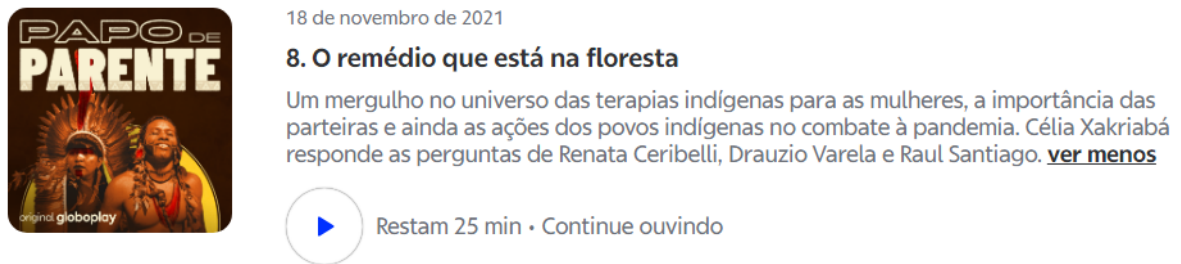 PAPO DE
PARENTE
original globoplay
18 de novembro de 2021
8. O remédio que está na floresta
Um mergulho no universo das terapias indígenas para as mulheres, a importância das
parteiras e ainda as ações dos povos indígenas no combate à pandemia. Célia Xakriabá
responde as perguntas de Renata Ceribelli, Drauzio Varela e Raul Santiago. ver menos
Restam 25 min • Continue ouvindo